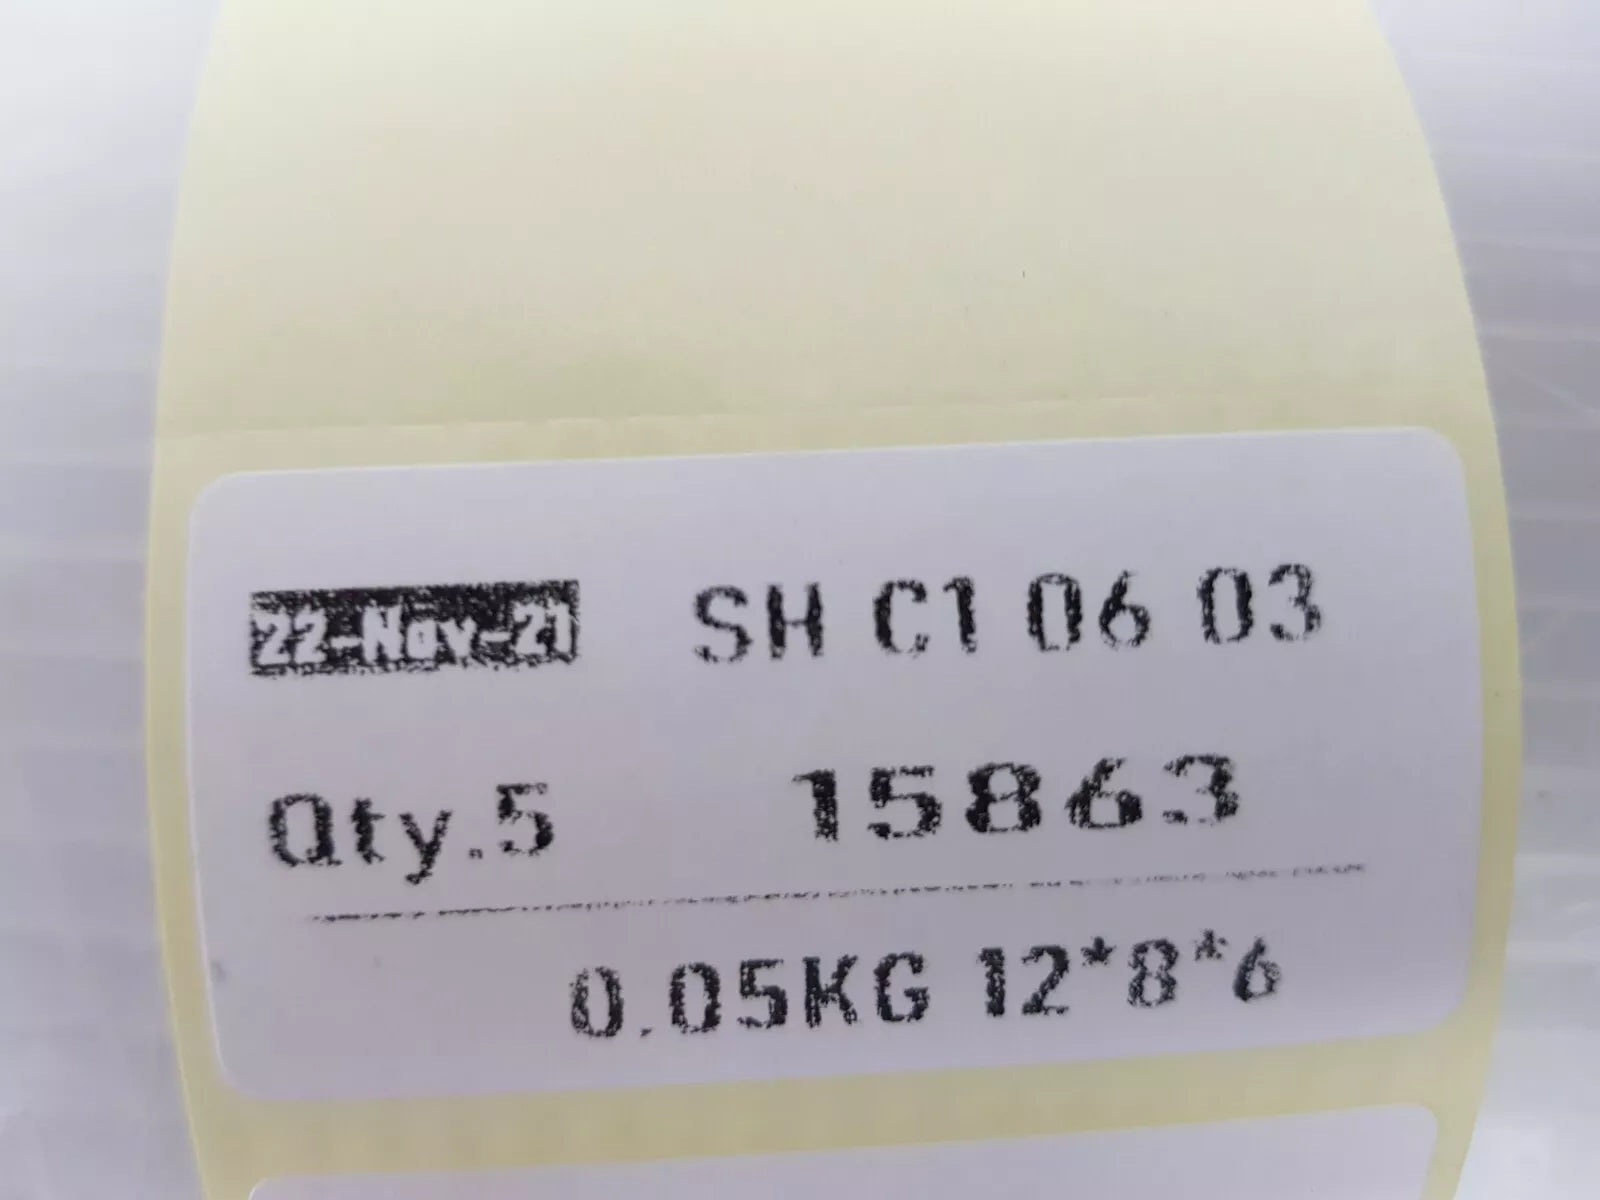 22-Nov-21 SH C1 06 03
Qty.5 15863
0.05KG 12*8*6